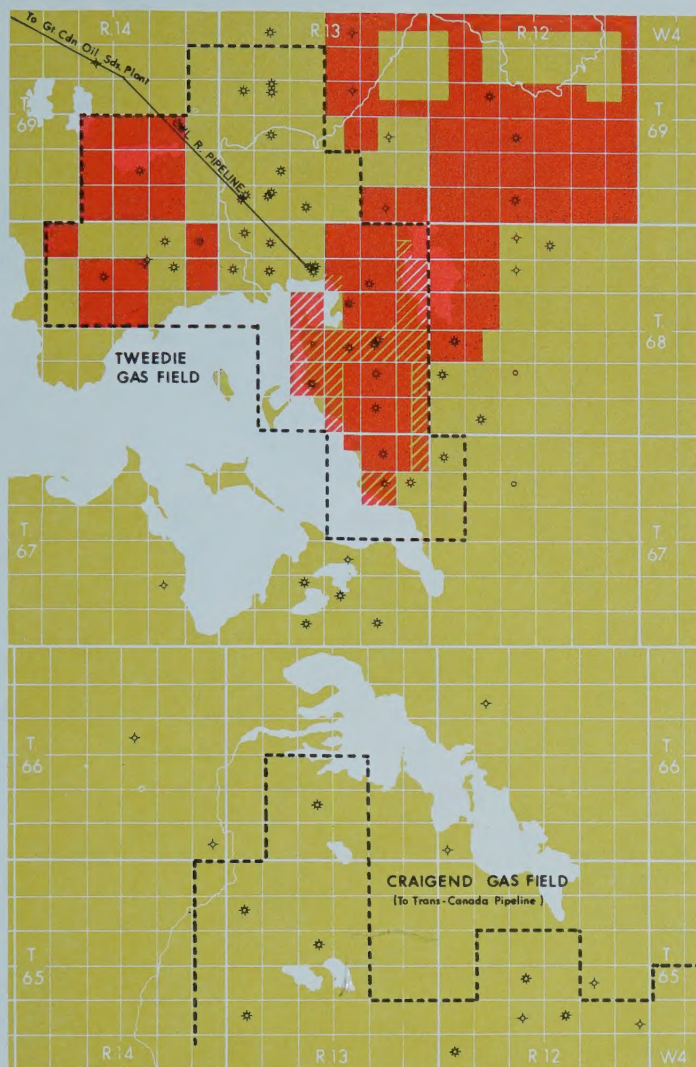 R.14
R.13
R.12
W4
To Gt. Cdn Oil. Sds. Plant
T.
69
T.
69
L. R. PIPELINE
T.
68
TWEEDIE
GAS FIELD
T.
67
T.
67
T.
66
T.
66
CRAIGEND GAS FIELD
(To Trans-Canada Pipeline)
T.
65
T.
65
R.14
R.13
R.12
W4